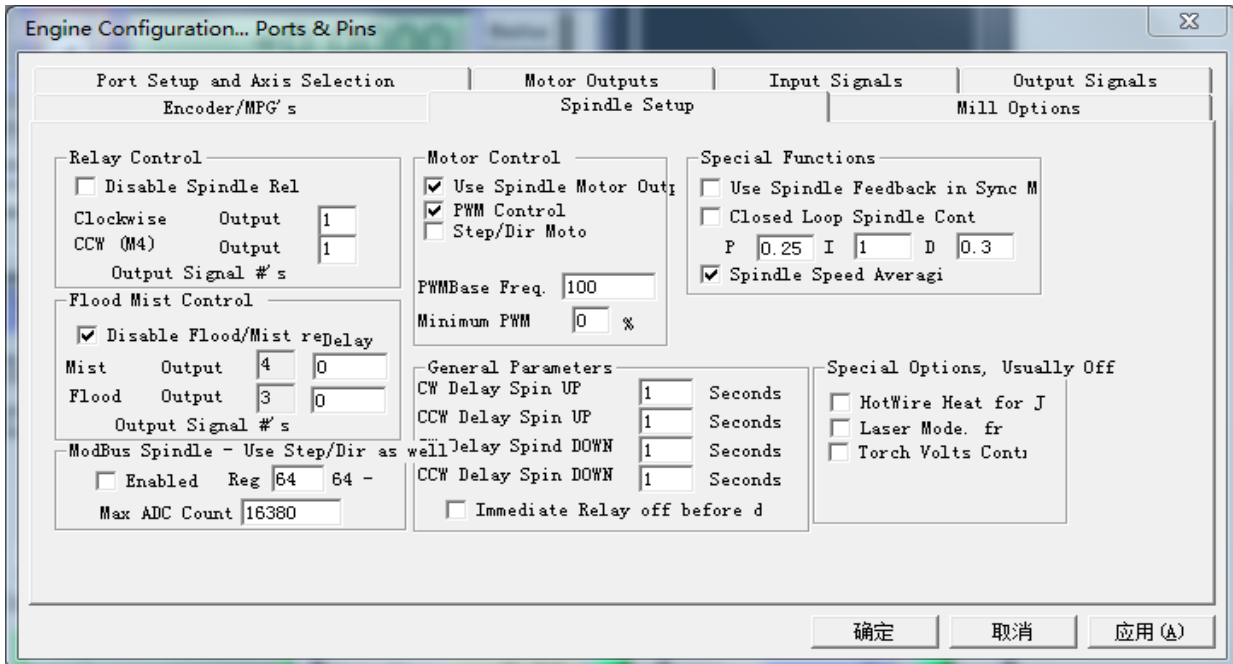 Engine Configuration... Ports & Pins
Port Setup and Axis Selection
Motor Outputs
Input Signals
Output Signals
Encoder/MPG's
Spindle Setup
Mill Options
Relay Control
Disable Spindle Rel
Clockwise Output 1
CCW (M4) Output 1
Output Signal #'s
Flood Mist Control
Disable Flood/Mist re
Delay
Mist Output 4 0
Flood Output 3 0
Output Signal #'s
ModBus Spindle - Use Step/Dir as well
Enabled Reg 64 64 -
Max ADC Count 16380
Motor Control
Use Spindle Motor Outp
PWM Control
Step/Dir Moto
PWMBase Freq. 100
Minimum PWM 0 %
General Parameters
CW Delay Spin UP 1 Seconds
CCW Delay Spin UP 1 Seconds
Delay Spind DOWN 1 Seconds
CCW Delay Spin DOWN 1 Seconds
Immediate Relay off before d
Special Functions
Use Spindle Feedback in Sync M
Closed Loop Spindle Cont
P 0.25 I 1 D 0.3
Spindle Speed Averagi
Special Options, Usually Off
HotWire Heat for J
Laser Mode. fr
Torch Volts Cont
确定
取消
应用(A)